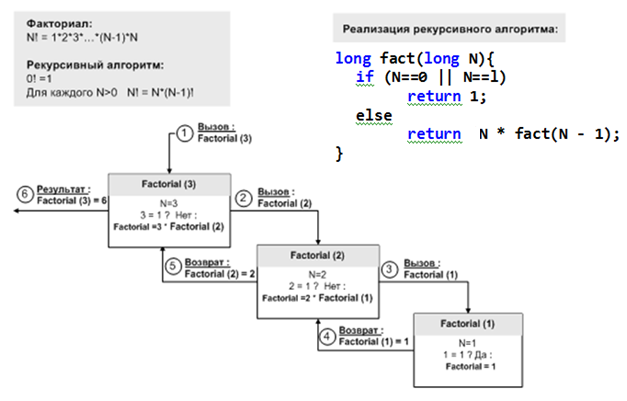 Факториал:
N! = 1*2*3*...*(N-1)*N
Рекурсивный алгоритм:
0! =1
Для каждого N>0 N! = N*(N-1)!
Реализация рекурсивного алгоритма:
long fact(long N){
if (N==0 || N==l)
return 1;
else
return N * fact(N - 1);
}
1 Вызов :
Factorial (3)
6 Результат :
Factorial (3) = 6
Factorial (3)
N=3
3 = 1 ? Нет :
Factorial =3 * Factorial (2)
2 Вызов :
Factorial (2)
5 Возврат :
Factorial (2) = 2
Factorial (2)
N=2
2 = 1 ? Нет :
Factorial =2 * Factorial (1)
3 Вызов :
Factorial (1)
4 Возврат :
Factorial (1) = 1
Factorial (1)
N=1
1 = 1 ? Да :
Factorial = 1